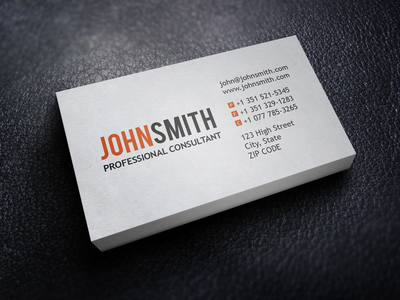 JOHNSMITH
PROFESSIONAL CONSULTANT
john@johnsmith.com
www.johnsmith.com
+1 351 521-5345
+1 351 329-1283
+1 077 785-3265
123 High Street
City, State
ZIP CODE